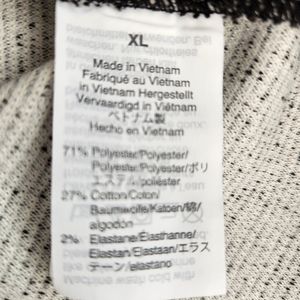 XL
Made in Vietnam
Fabriqué au Vietnam
In Vietnam Hergestellt
Vervaardigd in Viëtnam
ベトナム製
Hecho en Vietnam
71% Polyester/Polyester/
Polyester/Polyester/ポリ
エステル/poliéster
27% Cotton/Coton/
Baumwolle/Katoen/綿/
algodón
2% Elastane/Élasthanne/
Elastan/Elastaan/エラス
テーン/elastano